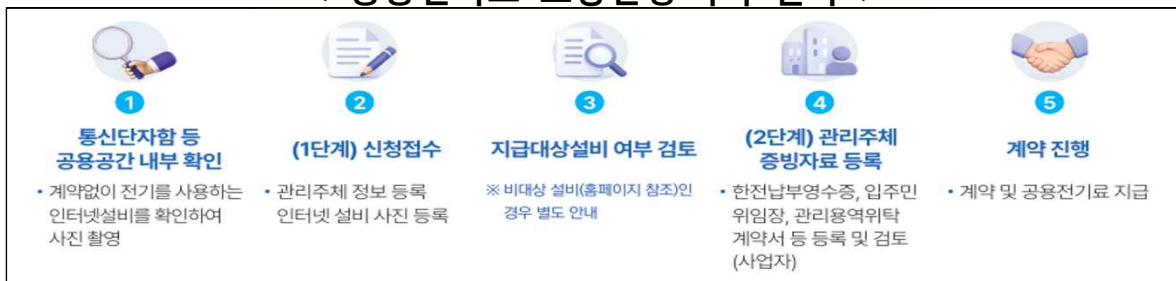 1
통신단자함 등
공용공간 내부 확인
• 계약없이 전기를 사용하는
인터넷설비를 확인하여
사진 촬영
2
(1단계) 신청접수
• 관리주체 정보 등록
인터넷 설비 사진 등록
3
지급대상설비 여부 검토
※ 비대상 설비(홈페이지 참조)인
경우 별도 안내
4
(2단계) 관리주체
증빙자료 등록
• 한전납부영수증, 입주민
위임장, 관리용역위탁
계약서 등 등록 및 검토
(사업자)
5
계약 진행
• 계약 및 공용전기료 지급